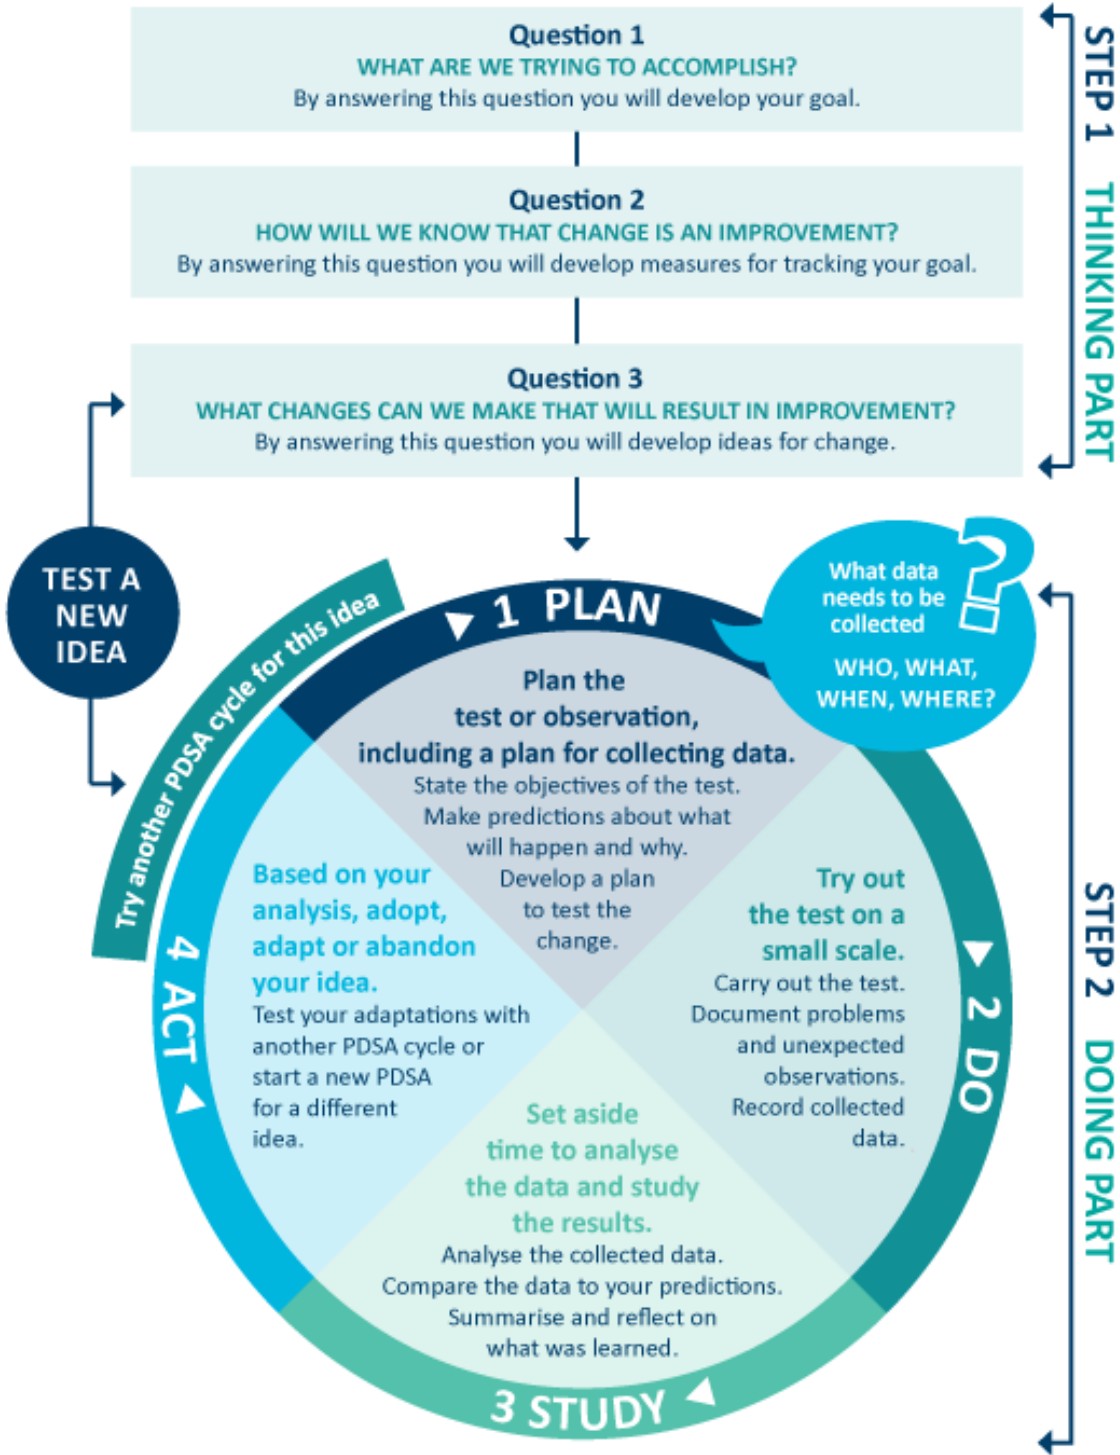 Question 1
WHAT ARE WE TRYING TO ACCOMPLISH?
By answering this question you will develop your goal.
Question 2
HOW WILL WE KNOW THAT CHANGE IS AN IMPROVEMENT?
By answering this question you will develop measures for tracking your goal.
Question 3
WHAT CHANGES CAN WE MAKE THAT WILL RESULT IN IMPROVEMENT?
By answering this question you will develop ideas for change.
STEP 1 THINKING PART
TEST A
NEW
IDEA
Try another PDSA cycle for this idea
1 PLAN
What data
needs to be
collected
?
WHO, WHAT,
WHEN, WHERE?
Plan the
test or observation,
including a plan for collecting data.
State the objectives of the test.
Make predictions about what
will happen and why.
Develop a plan
to test the
change.
2 DO
Try out
the test on a
small scale.
Carry out the test.
Document problems
and unexpected
observations.
Record collected
data.
3 STUDY
Set aside
time to analyse
the data and study
the results.
Analyse the collected data.
Compare the data to your predictions.
Summarise and reflect on
what was learned.
4 ACT
Based on your
analysis, adopt,
adapt or abandon
your idea.
Test your adaptations with
another PDSA cycle or
start a new PDSA
for a different
idea.
STEP 2 DOING PART